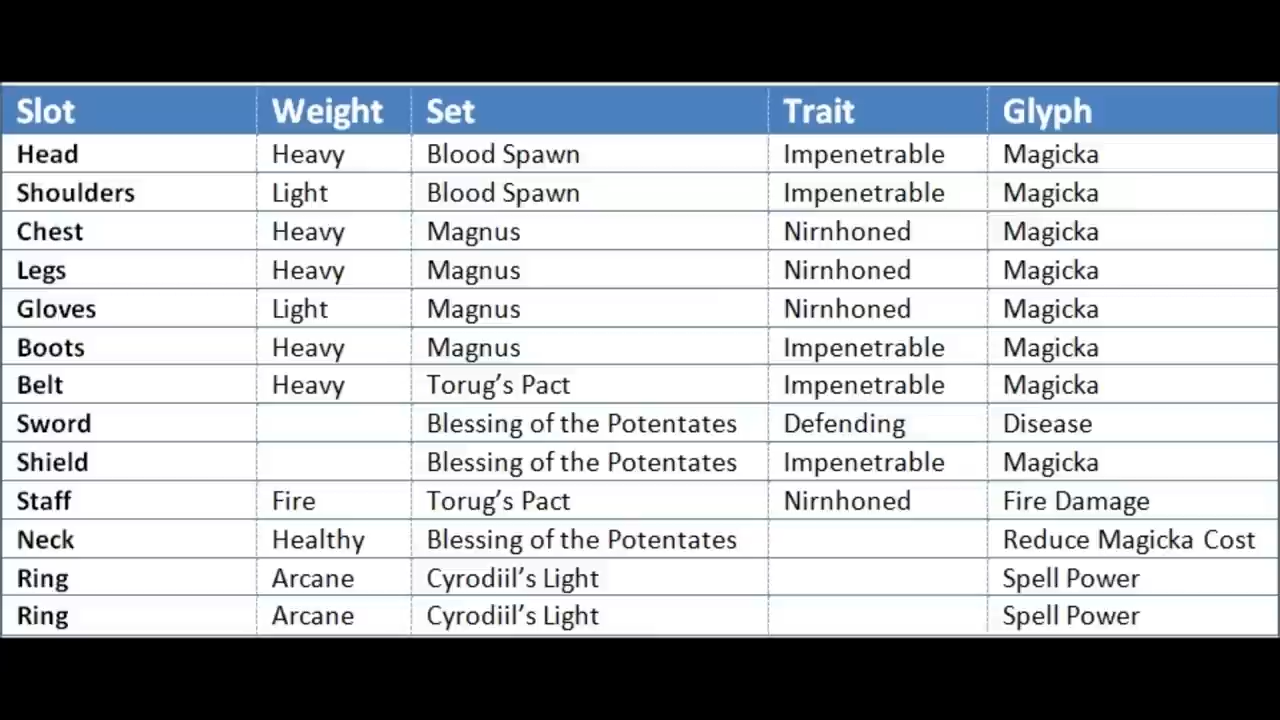 Slot Weight Set Trait Glyph
Head Heavy Blood Spawn Impenetrable Magicka
Shoulders Light Blood Spawn Impenetrable Magicka
Chest Heavy Magnus Nirnhoned Magicka
Legs Heavy Magnus Nirnhoned Magicka
Gloves Light Magnus Nirnhoned Magicka
Boots Heavy Magnus Impenetrable Magicka
Belt Heavy Torug’s Pact Impenetrable Magicka
Sword Blessing of the Potentates Defending Disease
Shield Blessing of the Potentates Impenetrable Magicka
Staff Fire Torug’s Pact Nirnhoned Fire Damage
Neck Healthy Blessing of the Potentates Reduce Magicka Cost
Ring Arcane Cyrodiil’s Light Spell Power
Ring Arcane Cyrodiil’s Light Spell Power